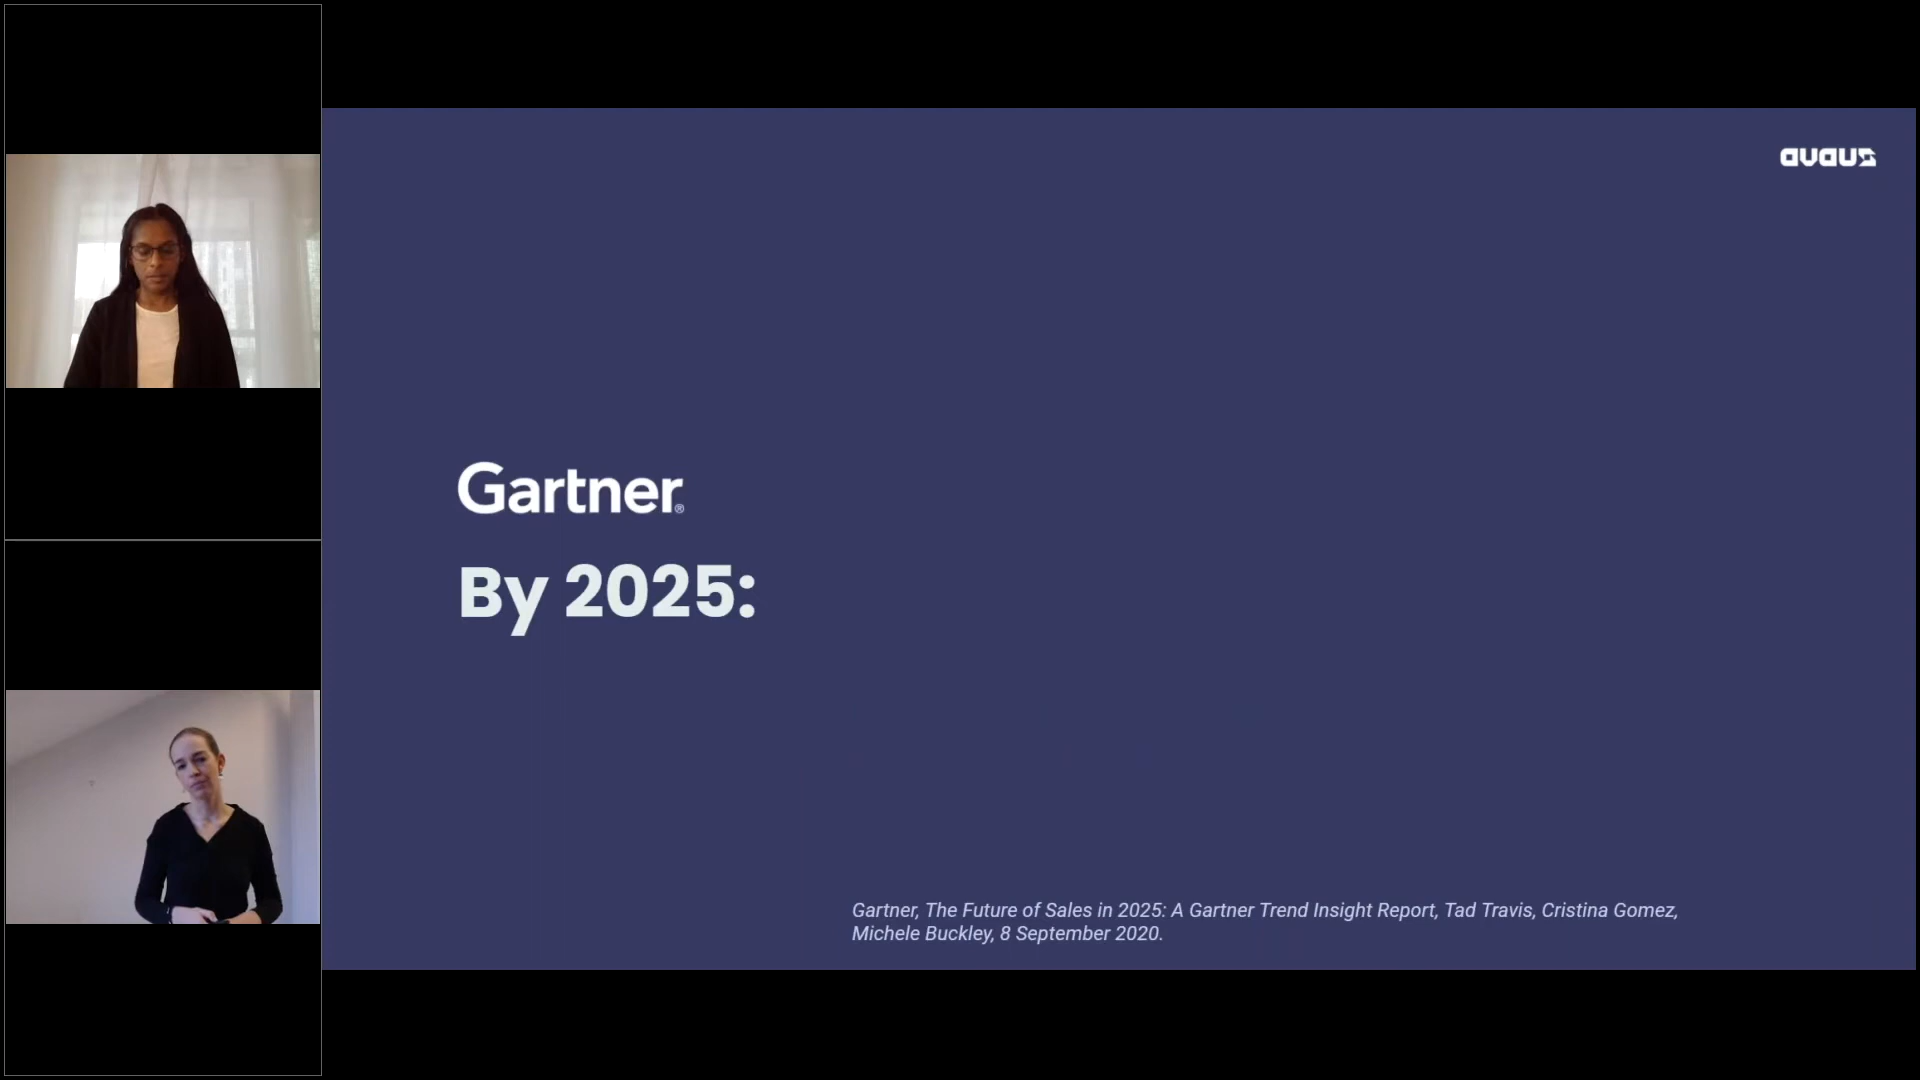 avaus
Gartner®
By 2025:
Gartner, The Future of Sales in 2025: A Gartner Trend Insight Report, Tad Travis, Cristina Gomez,
Michele Buckley, 8 September 2020.